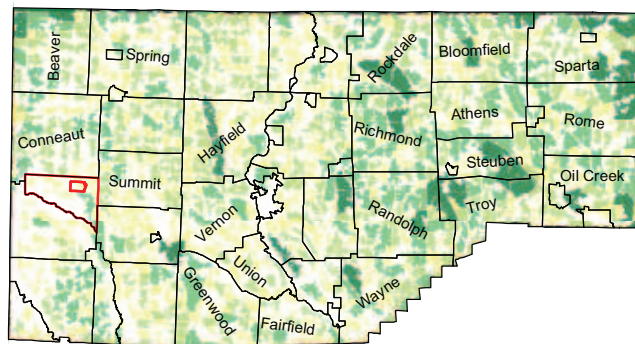 Beaver
Spring
Rockdale
Bloomfield
Sparta
Conneaut
Hayfield
Richmond
Athens
Rome
Summit
Steuben
Oil Creek
Vernon
Randolph
Troy
Union
Greenwood
Wayne
Fairfield